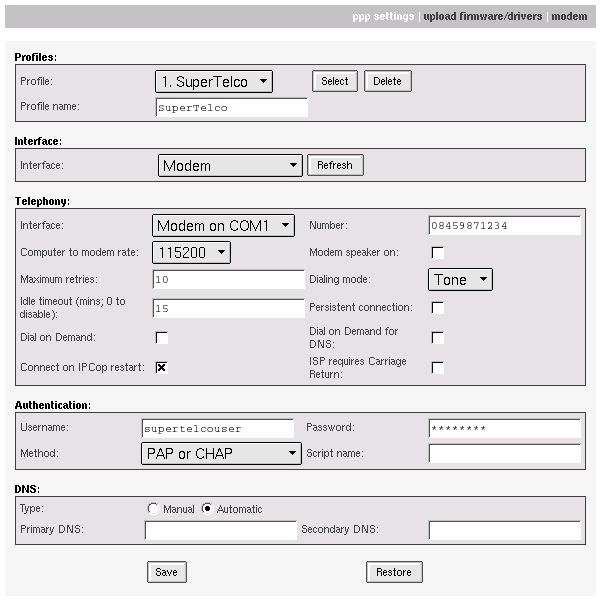 ppp settings | upload firmware/drivers | modem
Profiles:
Profile: 1. SuperTelco Select Delete
Profile name: SuperTelco
Interface:
Interface: Modem Refresh
Telephony:
Interface: Modem on COM1 Number: 08459871234
Computer to modem rate: 115200 Modem speaker on:
Maximum retries: 10 Dialing mode: Tone
Idle timeout (mins; 0 to disable): 15 Persistent connection:
Dial on Demand: Dial on Demand for DNS:
Connect on IPCop restart: ISP requires Carriage Return:
Authentication:
Username: supertelcouser Password: ********
Method: PAP or CHAP Script name:
DNS:
Type: Manual Automatic
Primary DNS: Secondary DNS:
Save Restore